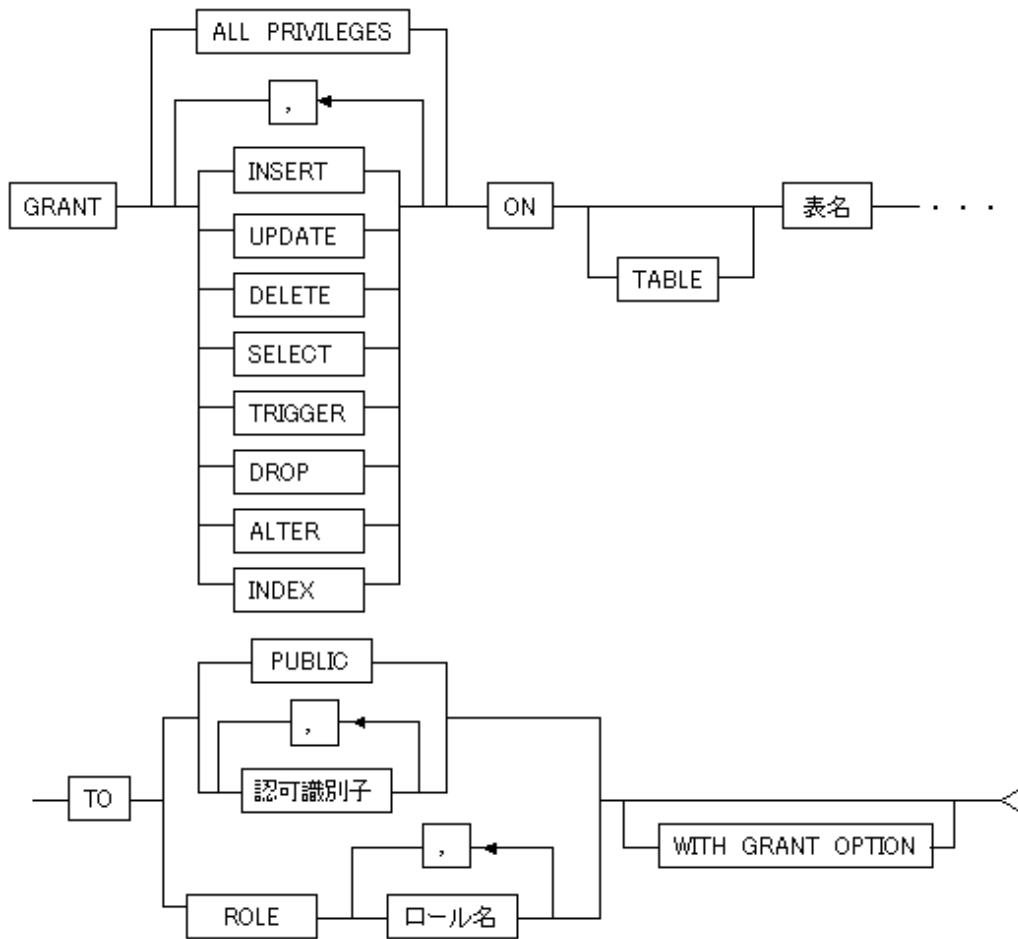 ALL PRIVILEGES
,
GRANT
INSERT
UPDATE
DELETE
SELECT
TRIGGER
DROP
ALTER
INDEX
ON
TABLE
表名
・・・
TO
PUBLIC
,
認可識別子
ROLE
,
ロール名
WITH GRANT OPTION